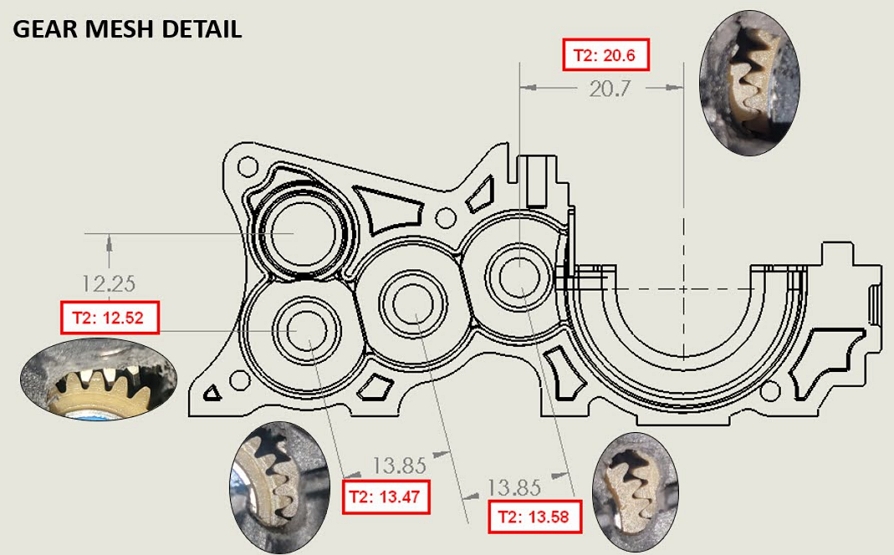 GEAR MESH DETAIL
T2: 20.6
20.7
12.25
T2: 12.52
13.85
T2: 13.47
13.85
T2: 13.58